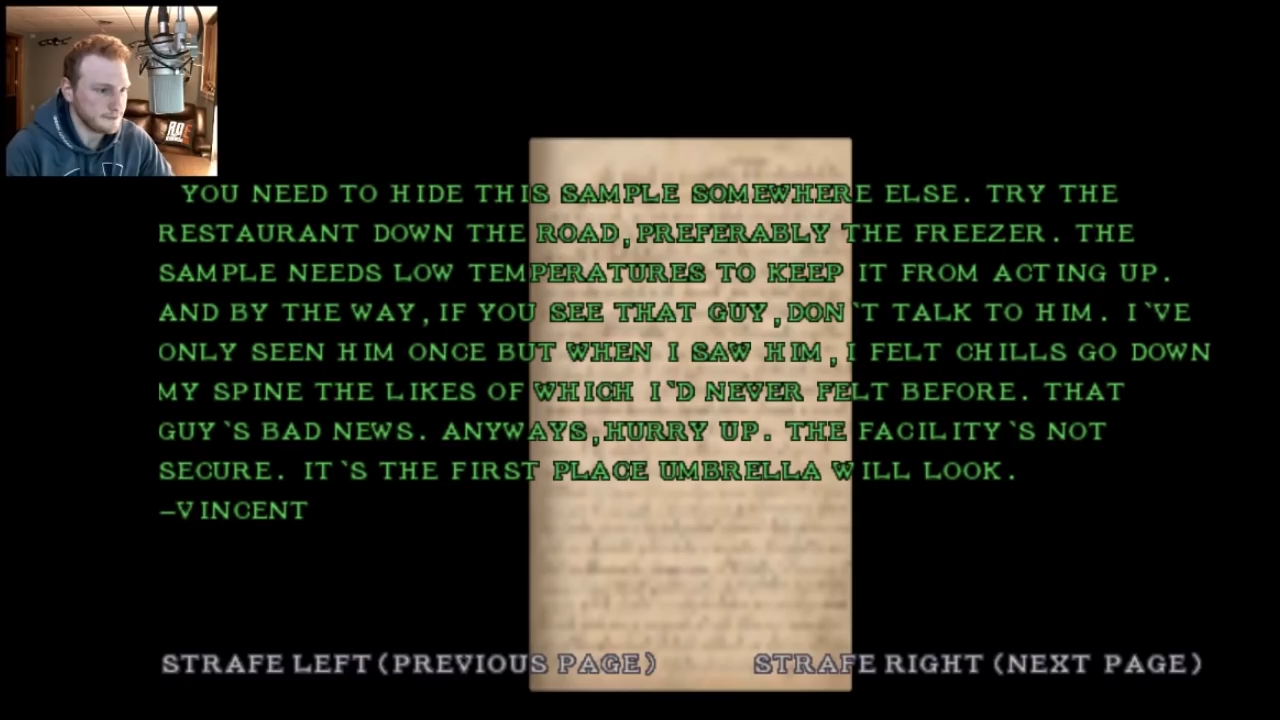 YOU NEED TO HIDE THIS SAMPLE SOMEWHERE ELSE. TRY THE
RESTAURANT DOWN THE ROAD,PREFERABLY THE FREEZER. THE
SAMPLE NEEDS LOW TEMPERATURES TO KEEP IT FROM ACTING UP.
AND BY THE WAY,IF YOU SEE THAT GUY,DON`T TALK TO HIM. I`VE
ONLY SEEN HIM ONCE BUT WHEN I SAW HIM,I FELT CHILLS GO DOWN
MY SPINE THE LIKES OF WHICH I`D NEVER FELT BEFORE. THAT
GUY`S BAD NEWS. ANYWAYS,HURRY UP. THE FACILITY`S NOT
SECURE. IT`S THE FIRST PLACE UMBRELLA WILL LOOK.
–VINCENT
STRAFE LEFT(PREVIOUS PAGE) STRAFE RIGHT (NEXT PAGE)